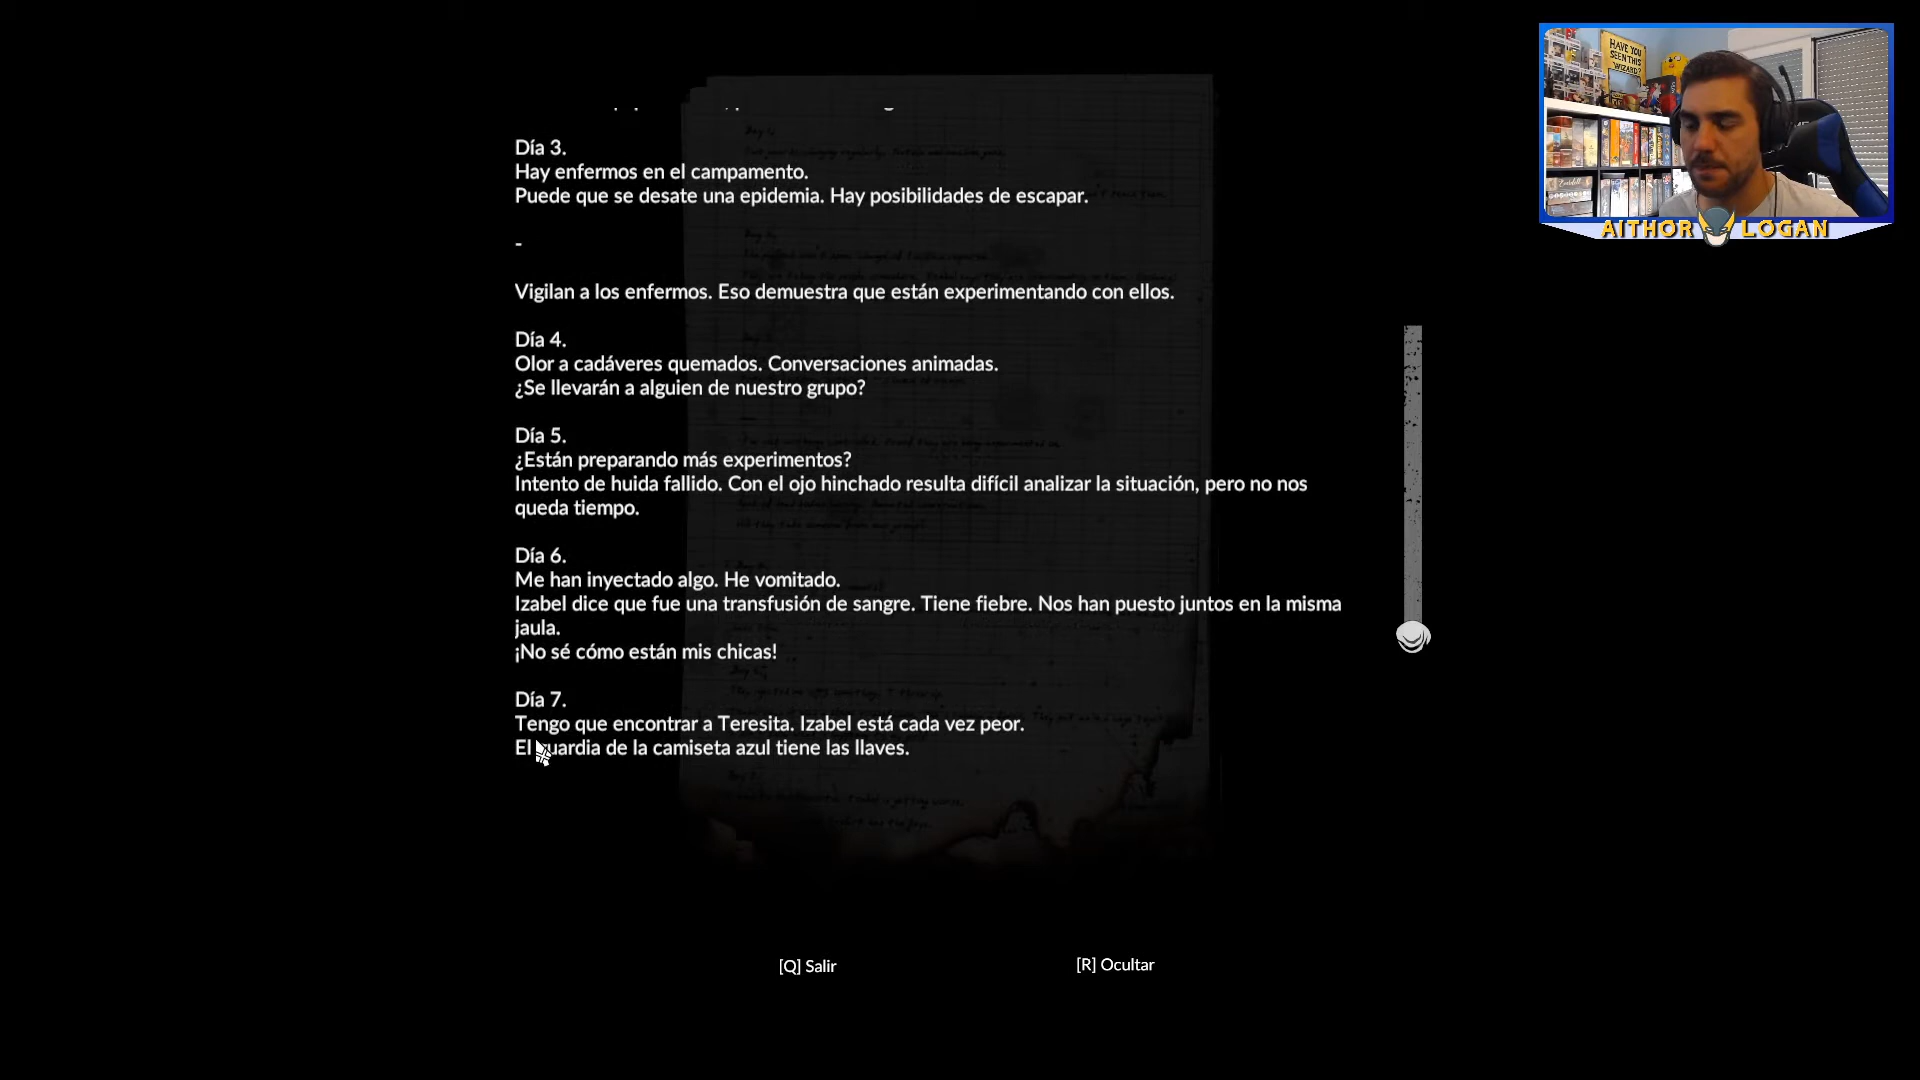 HAVE YOU
SEEN THIS
WIZARD?
AITHOR LOGAN
Día 3.
Hay enfermos en el campamento.
Puede que se desate una epidemia. Hay posibilidades de escapar.
-
Vigilan a los enfermos. Eso demuestra que están experimentando con ellos.
Día 4.
Olor a cadáveres quemados. Conversaciones animadas.
¿Se llevarán a alguien de nuestro grupo?
Día 5.
¿Están preparando más experimentos?
Intento de huida fallido. Con el ojo hinchado resulta difícil analizar la situación, pero no nos
queda tiempo.
Día 6.
Me han inyectado algo. He vomitado.
Izabel dice que fue una transfusión de sangre. Tiene fiebre. Nos han puesto juntos en la misma
jaula.
¡No sé cómo están mis chicas!
Día 7.
Tengo que encontrar a Teresita. Izabel está cada vez peor.
El guardia de la camiseta azul tiene las llaves.
[Q] Salir
[R] Ocultar